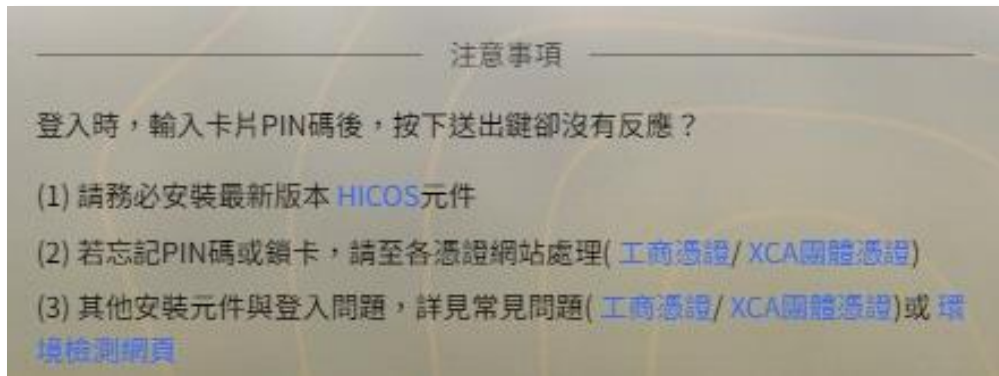 注意事項
登入時，輸入卡片PIN碼後，按下送出鍵卻沒有反應？
(1) 請務必安裝最新版本 HICOS元件
(2) 若忘記PIN碼或鎖卡，請至各憑證網站處理( 工商憑證/ XCA團體憑證)
(3) 其他安裝元件與登入問題，詳見常見問題( 工商憑證/ XCA團體憑證)或 環
境檢測網頁